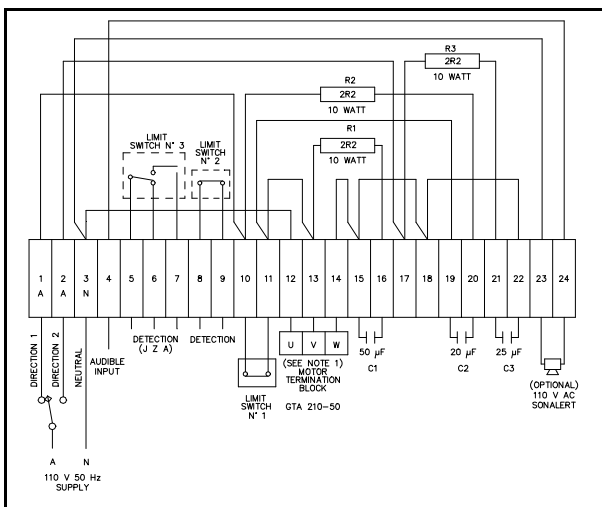 R3
2R2
10 WATT
R2
2R2
10 WATT
R1
2R2
10 WATT
LIMIT
SWITCH N° 3
LIMIT
SWITCH
N° 2
1
A
2
A
3
N
4
5
6
7
8
9
10
11
12
13
14
15
16
17
18
19
20
21
22
23
24
DIRECTION 1
DIRECTION 2
NEUTRAL
AUDIBLE
INPUT
DETECTION
(J Z A)
DETECTION
LIMIT
SWITCH
N° 1
U V W
(SEE NOTE 1)
MOTOR
TERMINATION
BLOCK
GTA 210-50
50 µF
C1
20 µF
C2
25 µF
C3
(OPTIONAL)
110 V AC
SONALERT
A N
110 V 50 Hz
SUPPLY